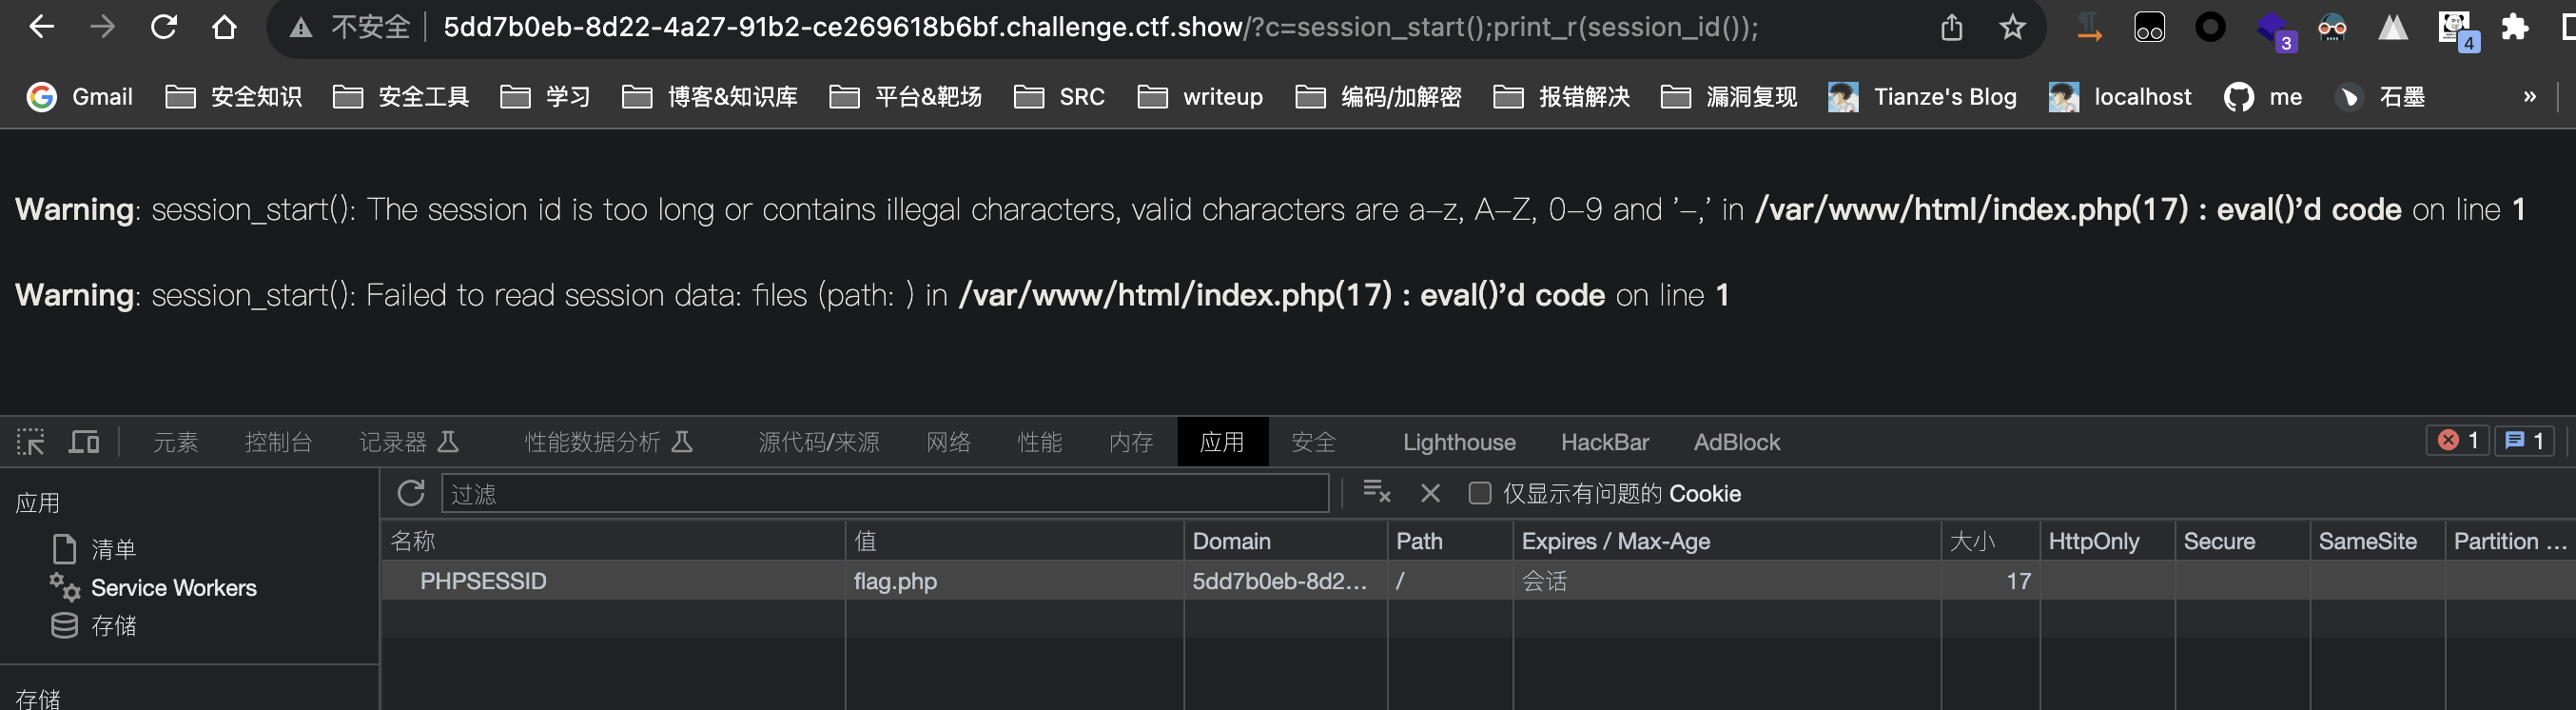 不安全 5dd7b0eb-8d22-4a27-91b2-ce269618b6bf.challenge.ctf.show/?c=session_start();print_r(session_id()); 3 4
Gmail 安全知识 安全工具 学习 博客&知识库 平台&靶场 SRC writeup 编码/加解密 报错解决 漏洞复现 Tianze's Blog localhost me 石墨 »
Warning: session_start(): The session id is too long or contains illegal characters, valid characters are a-z, A-Z, 0-9 and '-,' in /var/www/html/index.php(17) : eval()'d code on line 1
Warning: session_start(): Failed to read session data: files (path: ) in /var/www/html/index.php(17) : eval()'d code on line 1
元素 控制台 记录器 性能数据分析 源代码/来源 网络 性能 内存 应用 安全 Lighthouse HackBar AdBlock 1 1
应用
过滤 仅显示有问题的 Cookie
清单
Service Workers
存储
存储
名称 值 Domain Path Expires / Max-Age 大小 HttpOnly Secure SameSite Partition ...
PHPSESSID flag.php 5dd7b0eb-8d2... / 会话 17